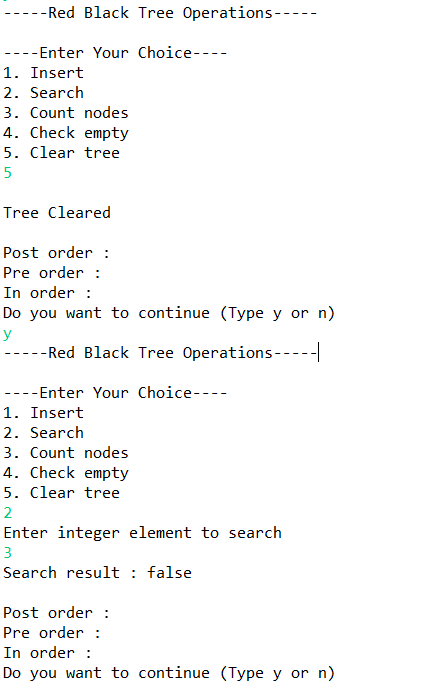 -----Red Black Tree Operations-----
----Enter Your Choice----
1. Insert
2. Search
3. Count nodes
4. Check empty
5. Clear tree
5
Tree Cleared
Post order :
Pre order :
In order :
Do you want to continue (Type y or n)
y
-----Red Black Tree Operations-----
----Enter Your Choice----
1. Insert
2. Search
3. Count nodes
4. Check empty
5. Clear tree
2
Enter integer element to search
3
Search result : false
Post order :
Pre order :
In order :
Do you want to continue (Type y or n)